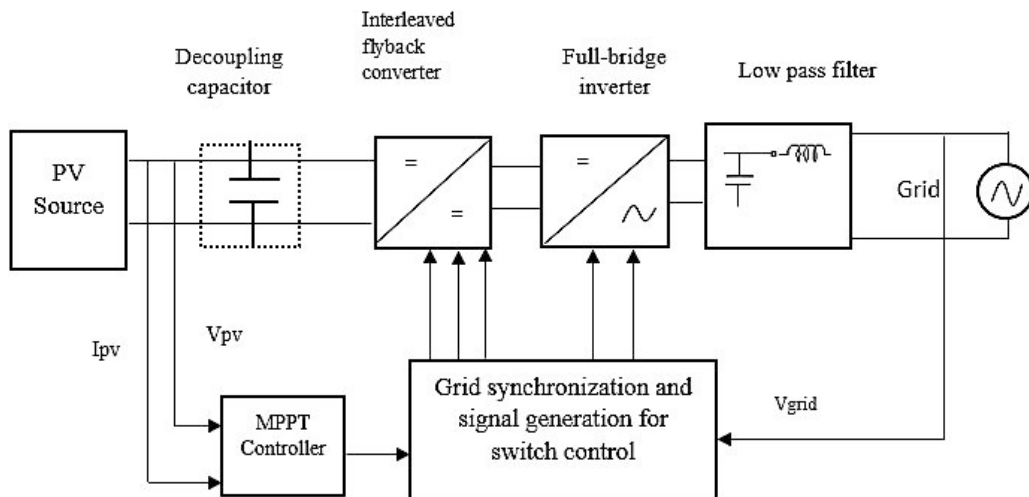 Interleaved
flyback
converter
Decoupling
capacitor
Full-bridge
inverter
Low pass filter
PV
Source
=
=
=
Grid
Ipv
Vpv
MPPT
Controller
Grid synchronization and
signal generation for
switch control
Vgrid